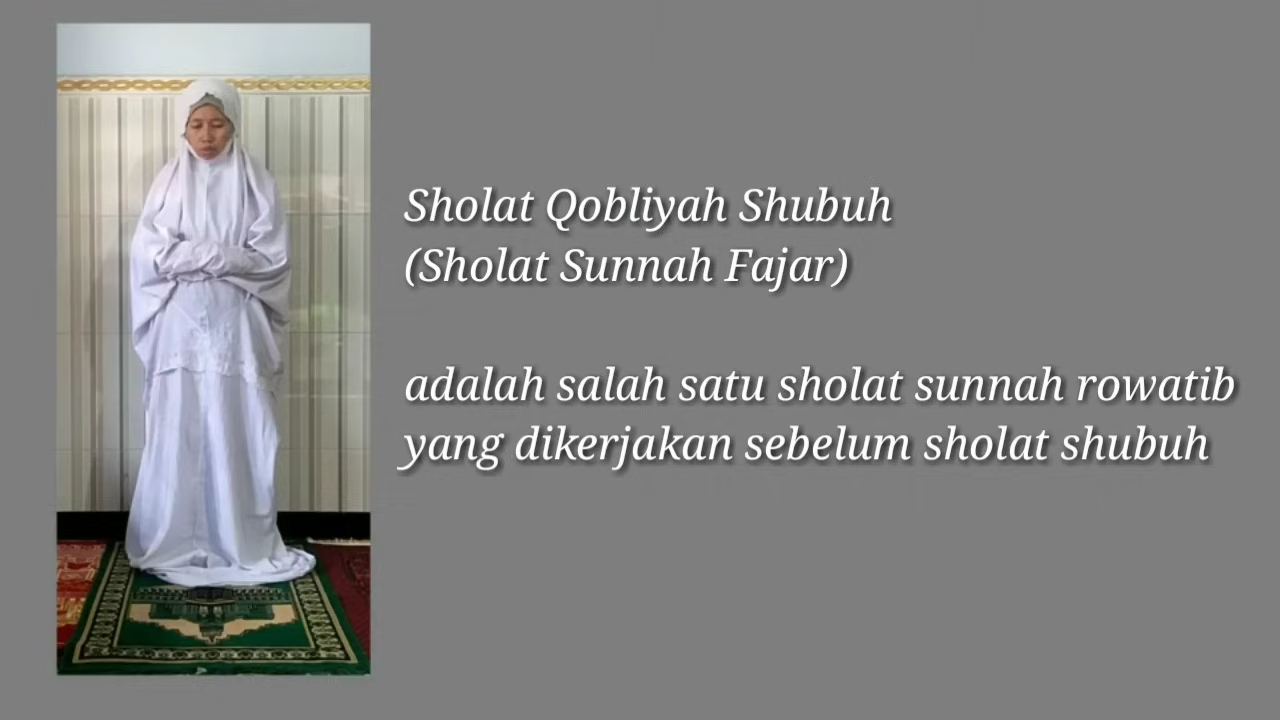 Sholat Qobliyah Shubuh
(Sholat Sunnah Fajar)
adalah salah satu sholat sunnah rowatib
yang dikerjakan sebelum sholat shubuh